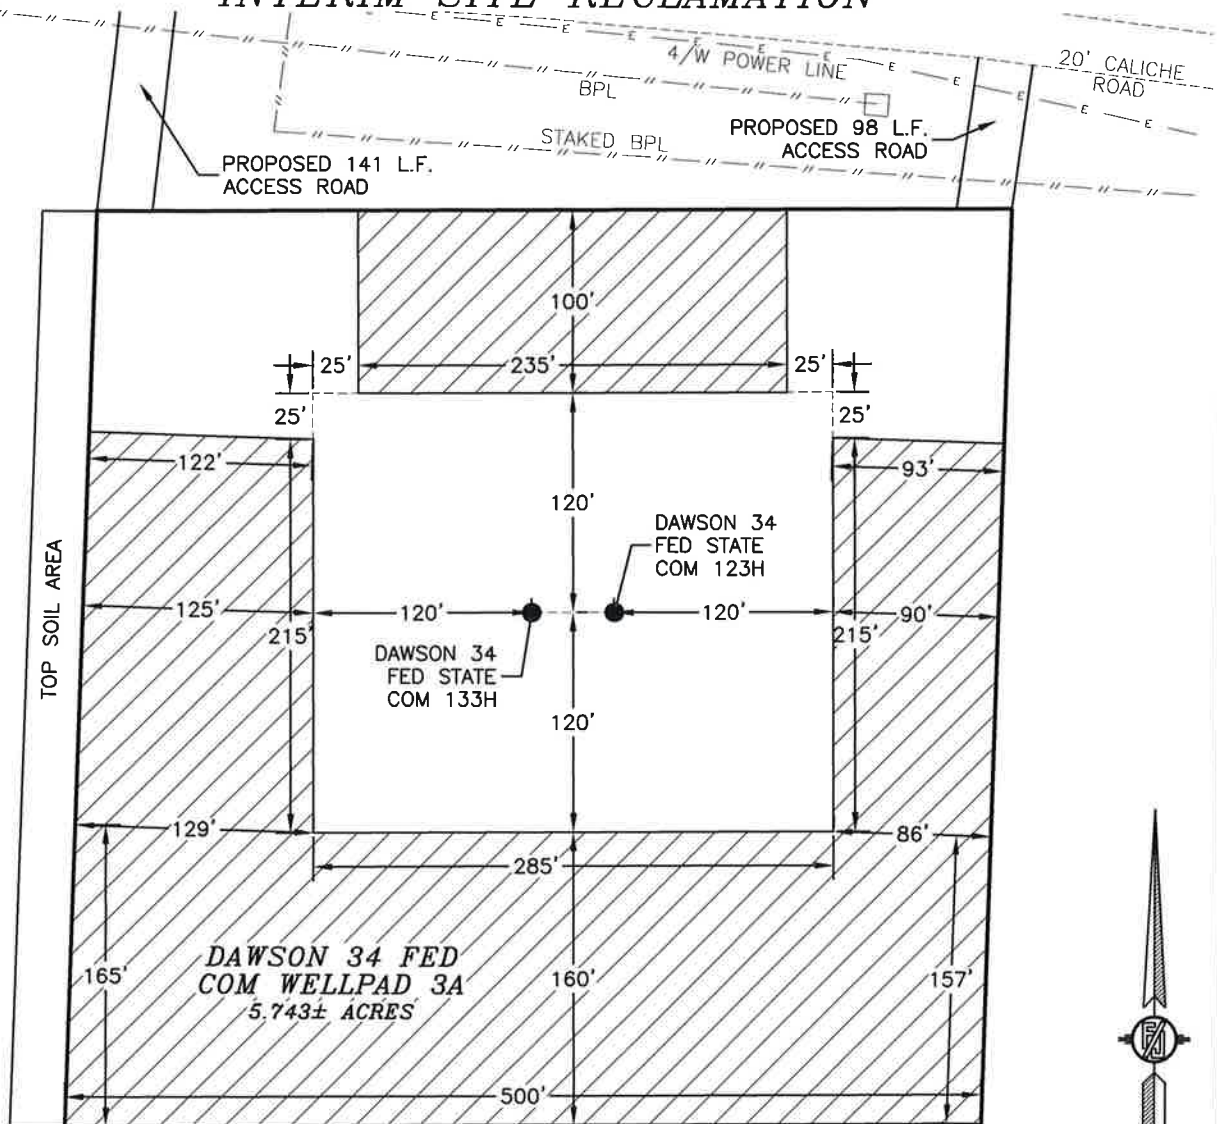 INTERIM SITE RECLAMATION
E
E
E
E
E
E
E
E
E
E
E
4/W POWER LINE
20' CALICHE
ROAD
BPL
STAKED BPL
PROPOSED 98 L.F.
ACCESS ROAD
PROPOSED 141 L.F.
ACCESS ROAD
100'
25'
235'
25'
25'
25'
122'
93'
120'
DAWSON 34
FED STATE
COM 123H
TOP SOIL AREA
125'
120'
120'
90'
215'
215'
DAWSON 34
FED STATE
COM 133H
120'
129'
86'
285'
DAWSON 34 FED
COM WELLPAD 3A
5.743± ACRES
165'
160'
157'
500'